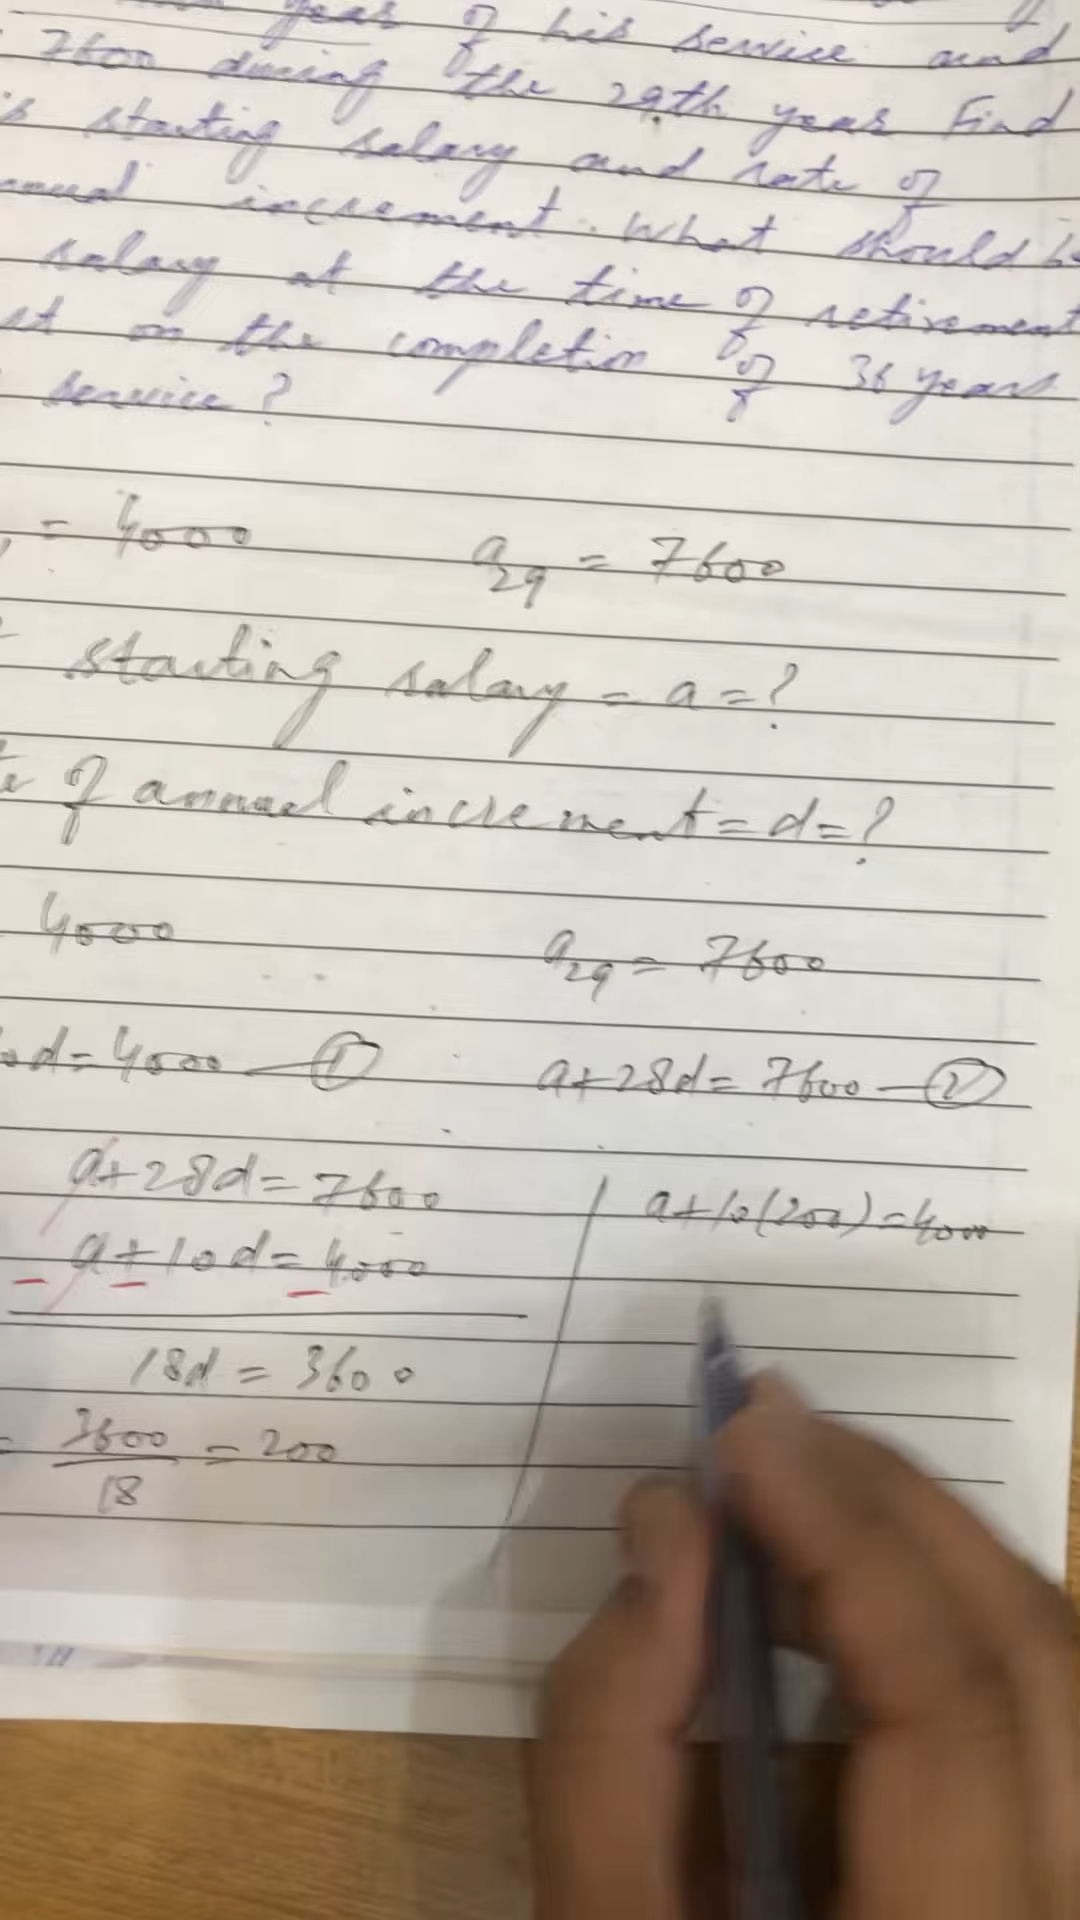 year of his service and
7600 during the 29th year Find
starting salary and rate of
increment. What should be
salary at the time of retirement
on the completion of 36 years
service?
= 4000 a29 = 7600
starting salary = a = ?
of annual increment = d = ?
4000 a29 = 7600
d = 4000 — ① a + 28d = 7600 — ②
a + 28d = 7600 a + 10(200) = 4000
a + 10d = 4000
- - -
18d = 3600
= 3600/18 = 200